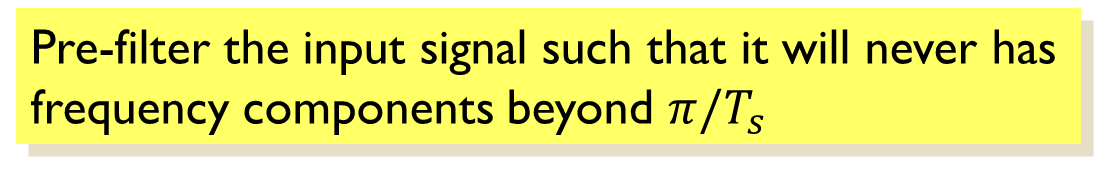 Pre-filter the input signal such that it will never has
frequency components beyond π/Tₛ